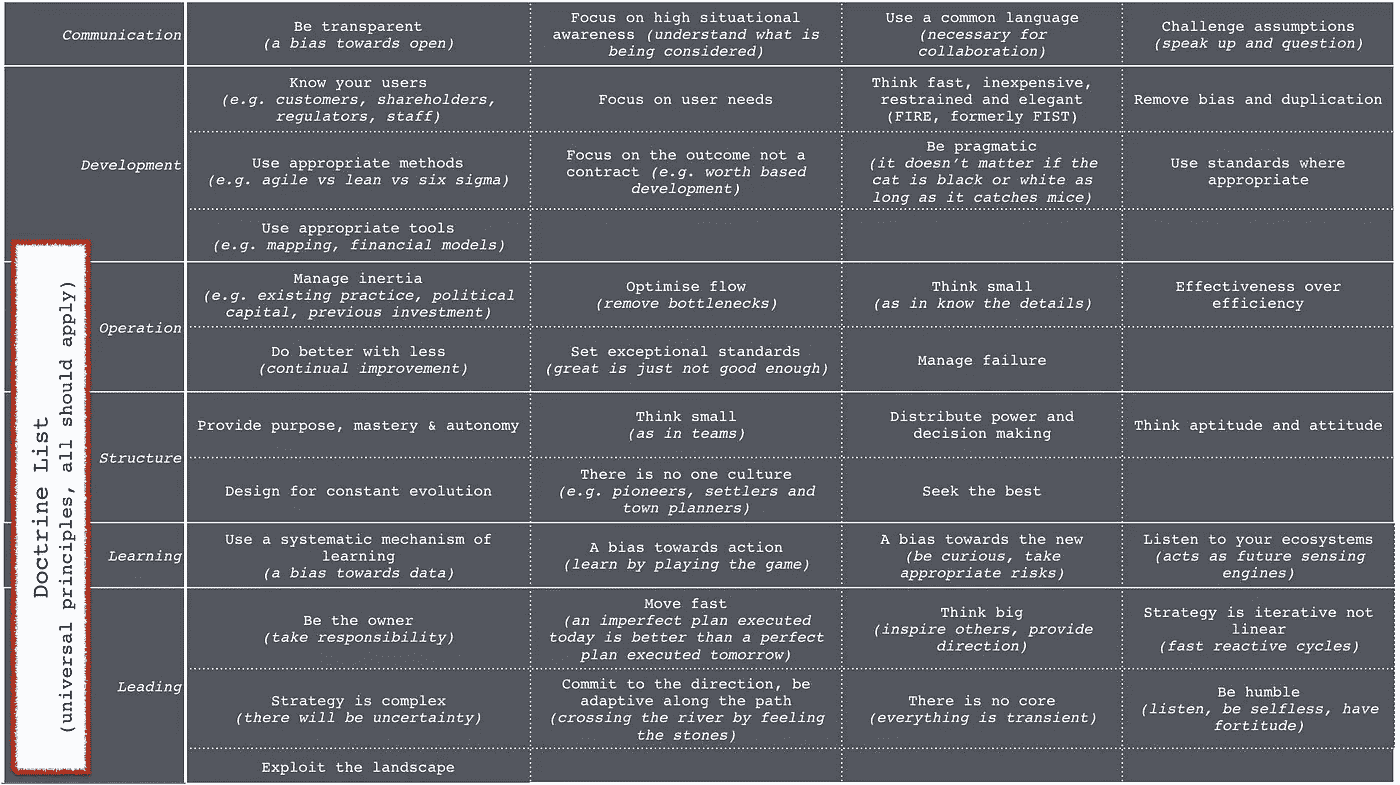 Communication
Be transparent
(a bias towards open)
Focus on high situational
awareness (understand what is
being considered)
Use a common language
(necessary for
collaboration)
Challenge assumptions
(speak up and question)
Development
Know your users
(e.g. customers, shareholders,
regulators, staff)
Focus on user needs
Think fast, inexpensive,
restrained and elegant
(FIRE, formerly FIST)
Remove bias and duplication
Use appropriate methods
(e.g. agile vs lean vs six sigma)
Focus on the outcome not a
contract (e.g. worth based
development)
Be pragmatic
(it doesn't matter if the
cat is black or white as
long as it catches mice)
Use standards where
appropriate
Use appropriate tools
(e.g. mapping, financial models)
Operation
Manage inertia
(e.g. existing practice, political
capital, previous investment)
Optimise flow
(remove bottlenecks)
Think small
(as in know the details)
Effectiveness over
efficiency
Do better with less
(continual improvement)
Set exceptional standards
(great is just not good enough)
Manage failure
Structure
Provide purpose, mastery & autonomy
Think small
(as in teams)
Distribute power and
decision making
Think aptitude and attitude
Design for constant evolution
There is no one culture
(e.g. pioneers, settlers and
town planners)
Seek the best
Learning
Use a systematic mechanism of
learning
(a bias towards data)
A bias towards action
(learn by playing the game)
A bias towards the new
(be curious, take
appropriate risks)
Listen to your ecosystems
(acts as future sensing
engines)
Leading
Be the owner
(take responsibility)
Move fast
(an imperfect plan executed
today is better than a perfect
plan executed tomorrow)
Think big
(inspire others, provide
direction)
Strategy is iterative not
linear
(fast reactive cycles)
Strategy is complex
(there will be uncertainty)
Commit to the direction, be
adaptive along the path
(crossing the river by feeling
the stones)
There is no core
(everything is transient)
Be humble
(listen, be selfless, have
fortitude)
Exploit the landscape
Doctrine List
(universal principles, all should apply)